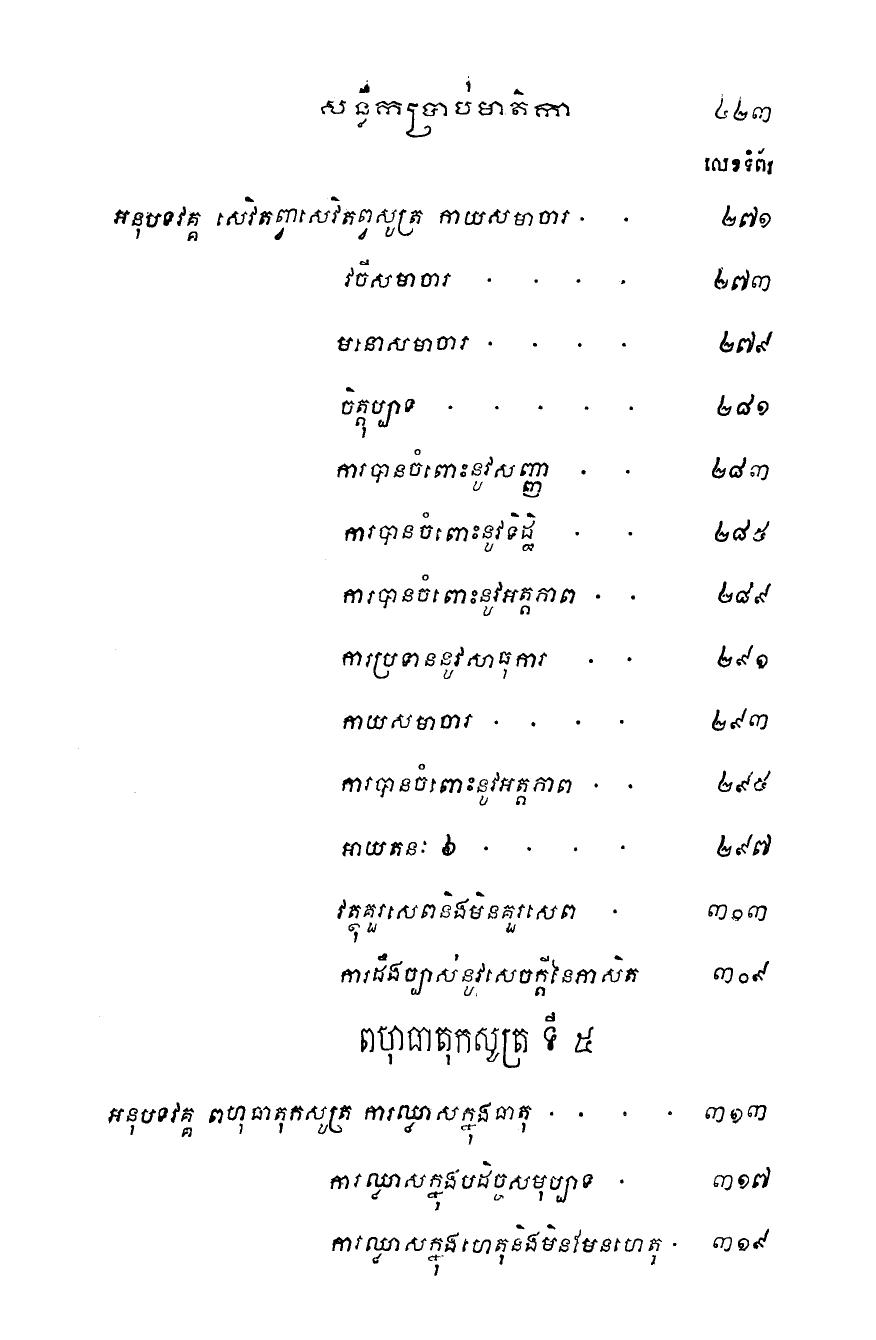 សន្លឹកប្រាប់មាតិកា ៤២៣
លេខទំព័រ
អនុបទវគ្គ សេវិតព្វាសេវិតព្វសូត្រ កាយសមាចារ . . ២៧១
វចីសមាចារ . . . . ២៧៣
មនោសមាចារ . . . . ២៧៩
ចិត្តុប្បាទ . . . . . ២៨១
ការបានចំពោះនូវសញ្ញា . . ២៨៣
ការបានចំពោះនូវទិដ្ឋិ . . ២៨៥
ការបានចំពោះនូវអត្តភាព . . ២៨៩
ការប្រទាននូវសាធុការ . . ២៩១
កាយសមាចារ . . . . ២៩៣
ការបានចំពោះនូវអត្តភាព . . ២៩៥
អាយតនៈ ៦ . . . . ២៩៧
វត្ថុគួរសេពនិងមិនគួរសេព . ៣០៣
ការដឹងច្បាស់នូវសេចក្តីនៃភាសិត ៣០៩
ពហុធាតុកសូត្រ ទី ៥
អនុបទវគ្គ ពហុធាតុកសូត្រ ការឈ្លាសក្នុងធាតុ . . . . ៣១៣
ការឈ្លាសក្នុងបដិច្ចសមុប្បាទ . ៣១៧
ការឈ្លាសក្នុងហេតុនិងមិនមែនហេតុ . ៣១៩